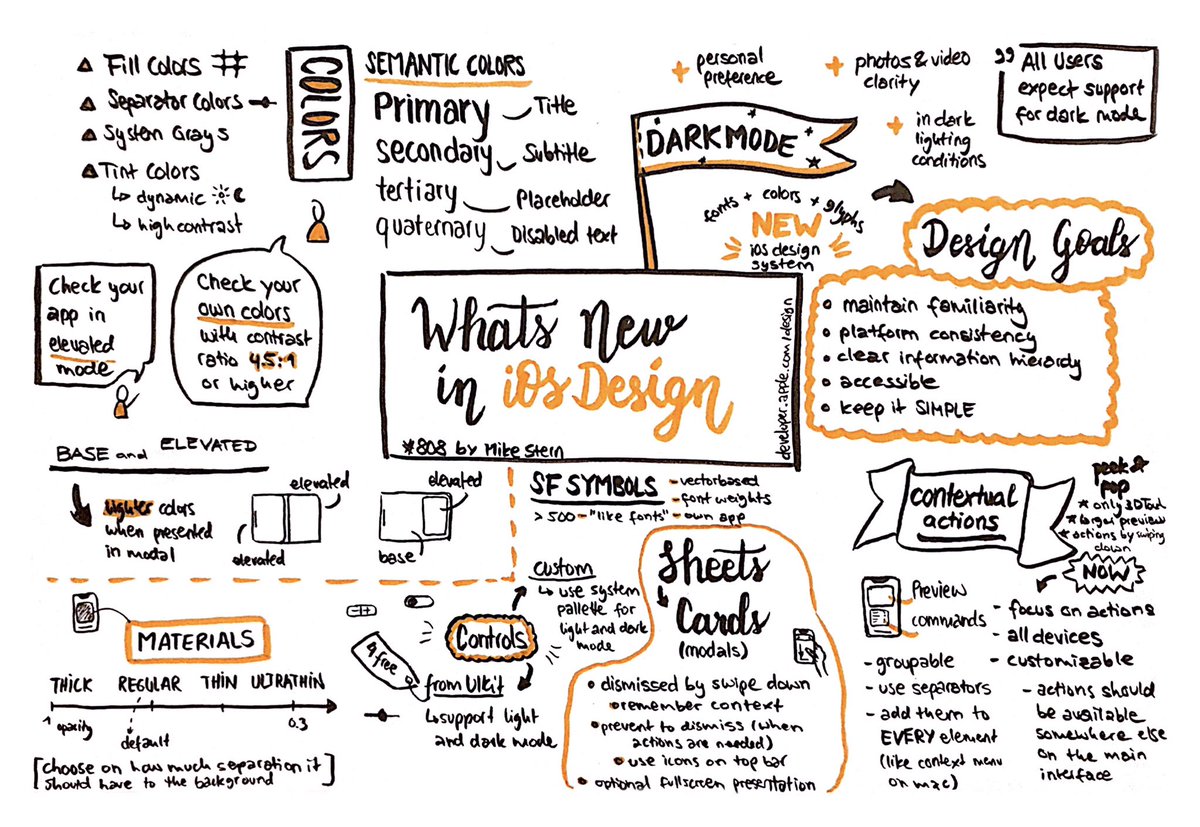 Fill Colors
Separator Colors
System Grays
Tint Colors
↳ dynamic
↳ high contrast
COLORS
SEMANTIC COLORS
Primary Title
secondary Subtitle
tertiary Placeholder
quaternary Disabled text
DARK MODE
+ personal
preference
+ photos & video
clarity
+ in dark
lighting
conditions
" All Users
expect support
for dark mode
fonts + colors + glyphs
NEW
iOS design
system
Design Goals
• maintain familiarity
• platform consistency
• clear information hierardy
• accessible
• keep it SIMPLE
Check your
app in
elevated
mode
Check your
own colors
with contrast
ratio 4.5:1
or higher
Whats New
in iOs Design
*808 by Mike Stern
developer.apple.com/design
BASE and ELEVATED
lighter colors
when presented
in modal
elevated
elevated
elevated
base
SF SYMBOLS
- vectorbased
- font weights
- own app
> 500 - "like fonts"
MATERIALS
THICK REGULAR THIN ULTRATHIN
1 0.3
opacity
default
[choose on how much separation it
should have to the background]
Controls
custom
↳ use system
pallete for
light and dark
mode
4 free
from UIkit
↳ support light
and dark mode
Sheets
Cards
(modals)
• dismissed by swipe down
• remember context
• prevent to dismiss (when
actions are needed)
• use icons on top bar
• optional fullscreen presentation
contextual
actions
peek &
pop
* only 3D Touch
* larger preview
* actions by swiping
down
NOW
- focus on actions
- all devices
- customizable
- actions should
be available
somewhere else
on the main
interface
Preview
commands
- groupable
- use separators
- add them to
EVERY element
(like context menu
on mac)